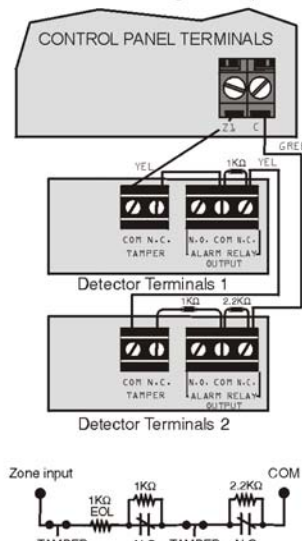 CONTROL PANEL TERMINALS
Z1 C
YEL
1KΩ YEL
COM N.C. N.O. COM N.C.
TAMPER ALARM RELAY
OUTPUT
Detector Terminals 1
1KΩ 2.2KΩ
COM N.C. N.O. COM N.C.
TAMPER ALARM RELAY
OUTPUT
Detector Terminals 2
Zone input 1KΩ 2.2KΩ COM
1KΩ
EOL